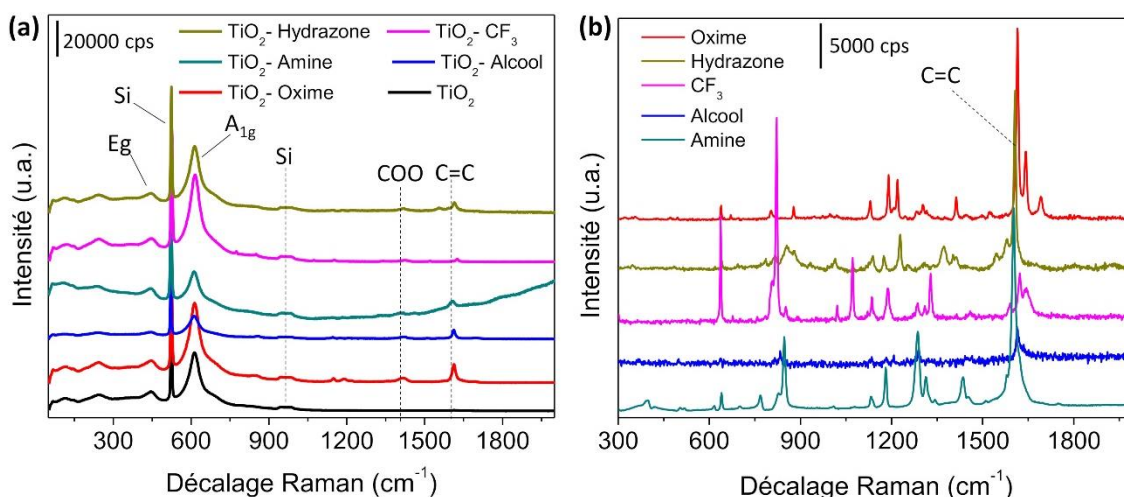 (a)
20000 cps
TiO2- Hydrazone
TiO2- CF3
TiO2- Amine
TiO2- Alcool
TiO2- Oxime
TiO2
Si
Eg
A1g
Si
COO
C=C
Intensité (u.a.)
300 600 900 1200 1500 1800
Décalage Raman (cm-1)
(b)
Oxime
Hydrazone
CF3
Alcool
Amine
5000 cps
C=C
Intensité (u.a.)
300 600 900 1200 1500 1800
Décalage Raman (cm-1)